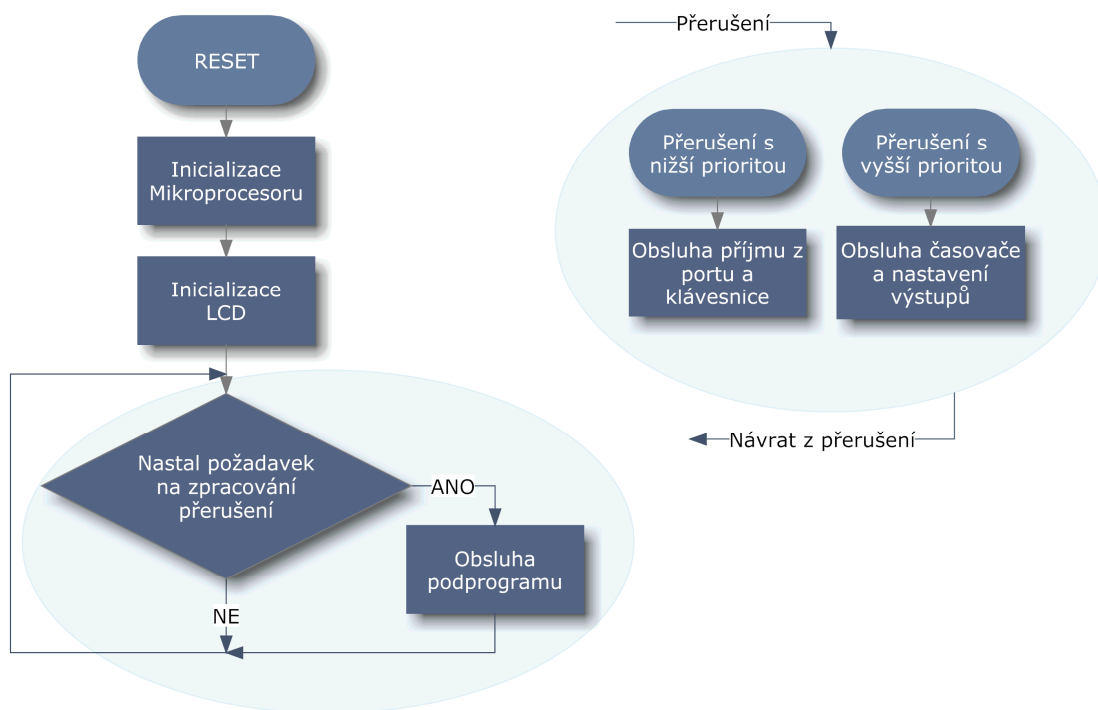 RESET
Inicializace
Mikroprocesoru
Inicializace
LCD
Nastal požadavek
na zpracování
přerušení
ANO
Obsluha
podprogramu
NE
Přerušení
Přerušení s
nižší prioritou
Obsluha příjmu z
portu a
klávesnice
Přerušení s
vyšší prioritou
Obsluha časovače
a nastavení
výstupů
Návrat z přerušení